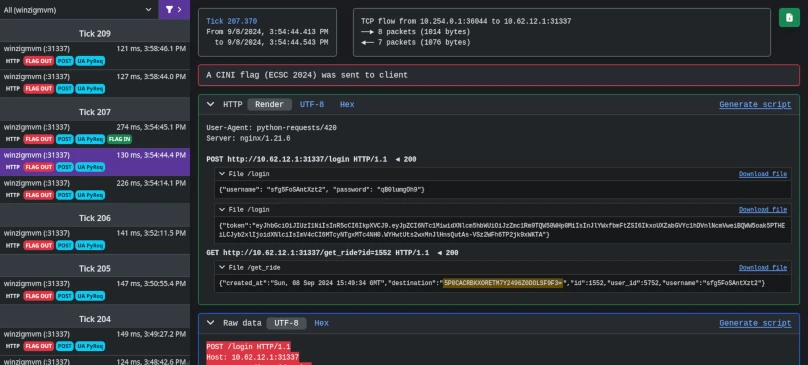 All (winzigmvm)
Tick 209
winzigmvm (:31337) 121 ms, 3:58:46.1 PM
HTTP FLAG OUT POST UA PyReq
winzigmvm (:31337) 127 ms, 3:58:44.0 PM
HTTP FLAG OUT POST UA PyReq
Tick 207
winzigmvm (:31337) 274 ms, 3:54:45.1 PM
HTTP FLAG OUT POST UA PyReq FLAG IN
winzigmvm (:31337) 130 ms, 3:54:44.4 PM
HTTP FLAG OUT POST UA PyReq
winzigmvm (:31337) 226 ms, 3:54:14.1 PM
HTTP FLAG OUT POST UA PyReq
Tick 206
winzigmvm (:31337) 141 ms, 3:52:11.5 PM
HTTP FLAG OUT POST UA PyReq
Tick 205
winzigmvm (:31337) 147 ms, 3:50:55.4 PM
HTTP FLAG OUT POST UA PyReq
Tick 204
winzigmvm (:31337) 149 ms, 3:49:27.2 PM
HTTP FLAG OUT POST UA PyReq
winzigmvm (:31337) 124 ms, 3:48:42.6 PM
Tick 207.370
From 9/8/2024, 3:54:44.413 PM
to 9/8/2024, 3:54:44.543 PM
TCP flow from 10.254.0.1:36044 to 10.62.12.1:31337
8 packets (1014 bytes)
7 packets (1076 bytes)
A CINI flag (ECSC 2024) was sent to client
HTTP Render UTF-8 Hex Generate script
User-Agent: python-requests/420
Server: nginx/1.21.6
POST http://10.62.12.1:31337/login HTTP/1.1 ◄ 200
File /login Download file
{"username": "sfg5FoSAntXzt2", "password": "qB0lumgOh9"}
File /login Download file
GET http://10.62.12.1:31337/get_ride?id=1552 HTTP/1.1 ◄ 200
File /get_ride Download file
{"created_at":"Sun, 08 Sep 2024 15:49:34 GMT","destination":" ","id":1552,"user_id":5752,"username":"sfg5FoSAntXzt2"}
Raw data UTF-8 Hex Generate script
POST /login HTTP/1.1
Host: 10.62.12.1:31337